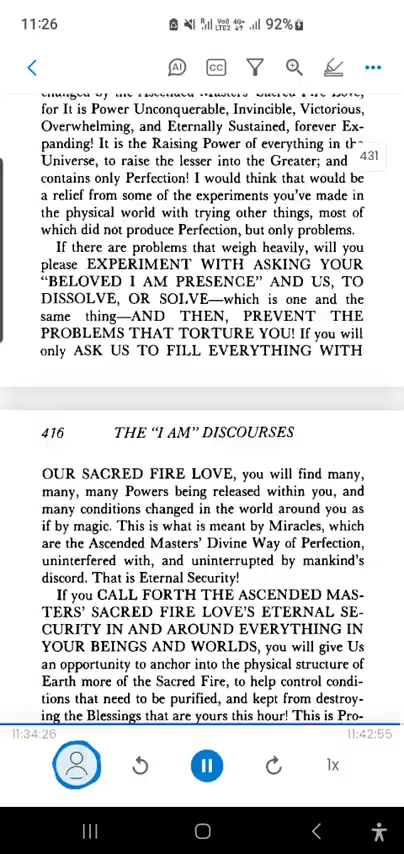 11:26
92%
AI
CC
for It is Power Unconquerable, Invincible, Victorious,
Overwhelming, and Eternally Sustained, forever Ex-
panding! It is the Raising Power of everything in
Universe, to raise the lesser into the Greater; and
431
contains only Perfection! I would think that would be
a relief from some of the experiments you've made in
the physical world with trying other things, most of
which did not produce Perfection, but only problems.
If there are problems that weigh heavily, will you
please EXPERIMENT WITH ASKING YOUR
“BELOVED I AM PRESENCE” AND US, TO
DISSOLVE, OR SOLVE—which is one and the
same thing—AND THEN, PREVENT THE
PROBLEMS THAT TORTURE YOU! If you will
only ASK US TO FILL EVERYTHING WITH
416 THE “I AM” DISCOURSES
OUR SACRED FIRE LOVE, you will find many,
many, many Powers being released within you, and
many conditions changed in the world around you as
if by magic. This is what is meant by Miracles, which
are the Ascended Masters' Divine Way of Perfection,
uninterfered with, and uninterrupted by mankind's
discord. That is Eternal Security!
If you CALL FORTH THE ASCENDED MAS-
TERS' SACRED FIRE LOVE'S ETERNAL SE-
CURITY IN AND AROUND EVERYTHING IN
YOUR BEINGS AND WORLDS, you will give Us
an opportunity to anchor into the physical structure of
Earth more of the Sacred Fire, to help control condi-
tions that need to be purified, and kept from destroy-
ing the Blessings that are yours this hour! This is Pro-
11:34:26
11:42:55
1x